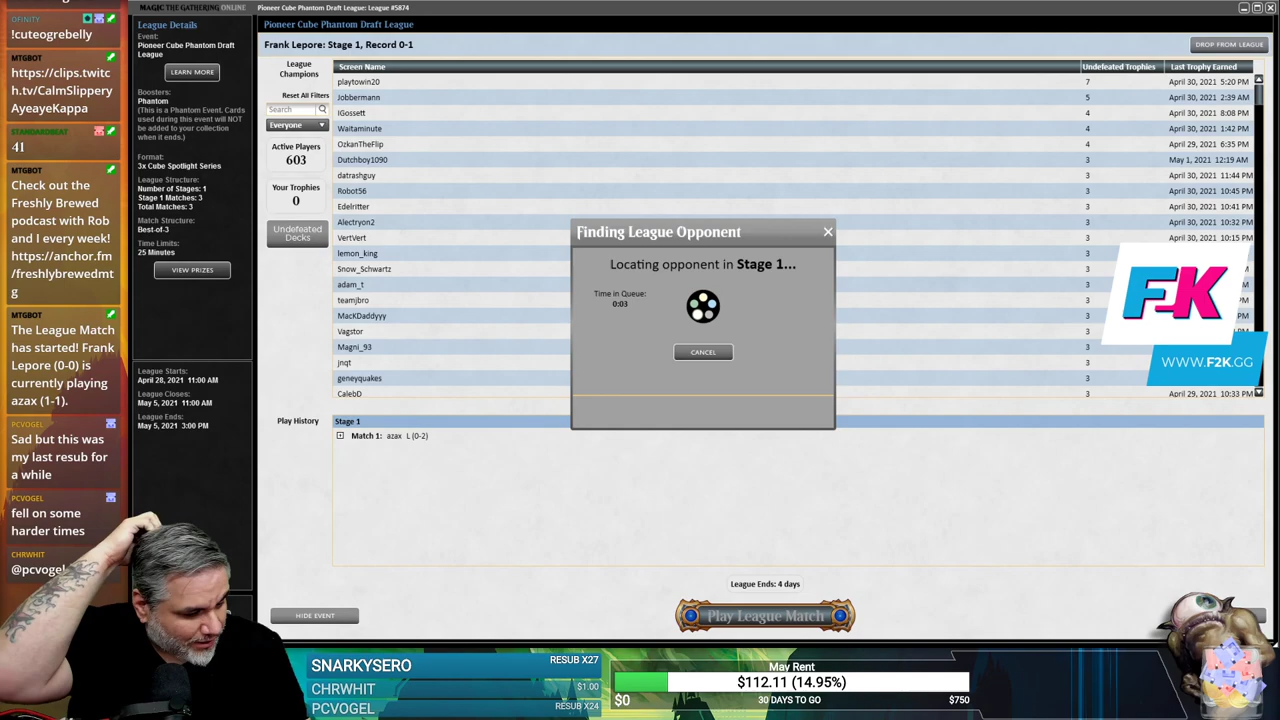 MAGIC THE GATHERING ONLINE
Pioneer Cube Phantom Draft League: League #5874
OFINITY
!cuteogrebelly
MTGBOT
https://clips.twitc
h.tv/CalmSlippery
AyeayeKappa
STANDARDBEAT
41
MTGBOT
Check out the
Freshly Brewed
podcast with Rob
and I every week!
https://anchor.fm
/freshlybrewedmt
g
MTGBOT
The League Match
has started! Frank
Lepore (0-0) is
currently playing
azax (1-1).
PCVOGEL
Sad but this was
my last resub for
a while
PCVOGEL
fell on some
harder times
CHRWHIT
@pcvogel
League Details
Event:
Pioneer Cube Phantom Draft
League
LEARN MORE
Boosters:
Phantom
(This is a Phantom Event. Cards
used during this event will NOT
be added to your collection
when it ends.)
Format:
3x Cube Spotlight Series
League Structure:
Number of Stages: 1
Stage 1 Matches: 3
Total Matches: 3
Match Structure:
Best-of-3
Time Limits:
25 Minutes
VIEW PRIZES
League Starts:
April 28, 2021 11:00 AM
League Closes:
May 5, 2021 11:00 AM
League Ends:
May 5, 2021 3:00 PM
Pioneer Cube Phantom Draft League
Frank Lepore: Stage 1, Record 0-1
DROP FROM LEAGUE
League
Champions
Reset All Filters
Search
Everyone
Active Players
603
Your Trophies
0
Undefeated
Decks
Screen Name Undefeated Trophies Last Trophy Earned
playtowin20 7 April 30, 2021 5:20 PM
Jobbermann 5 April 30, 2021 2:39 AM
IGossett 4 April 30, 2021 8:08 PM
Waitaminute 4 April 30, 2021 1:42 PM
OzkanTheFlip 4 April 29, 2021 6:35 PM
Dutchboy1090 3 May 1, 2021 12:19 AM
datrashguy 3 April 30, 2021 11:44 PM
Robot56 3 April 30, 2021 10:45 PM
Edelritter 3 April 30, 2021 10:41 PM
Alectryon2 3 April 30, 2021 10:32 PM
VertVert 3 April 30, 2021 10:15 PM
lemon_king 3
Snow_Schwartz 3
adam_t 3
teamjbro 3
MacKDaddyyy 3
Vagstor 3
Magni_93 3
jnqt 3
geneyquakes 3
CalebD 3 April 29, 2021 10:33 PM
Finding League Opponent
Locating opponent in Stage 1...
Time in Queue:
0:03
CANCEL
F2K
WWW.F2K.GG
Play History
Stage 1
Match 1: azax L (0-2)
League Ends: 4 days
HIDE EVENT
Play League Match
SNARKYSERO RESUB X27
CHRWHIT $1.00
PCVOGEL RESUB X24
May Rent
$112.11 (14.95%)
$0 30 DAYS TO GO $750